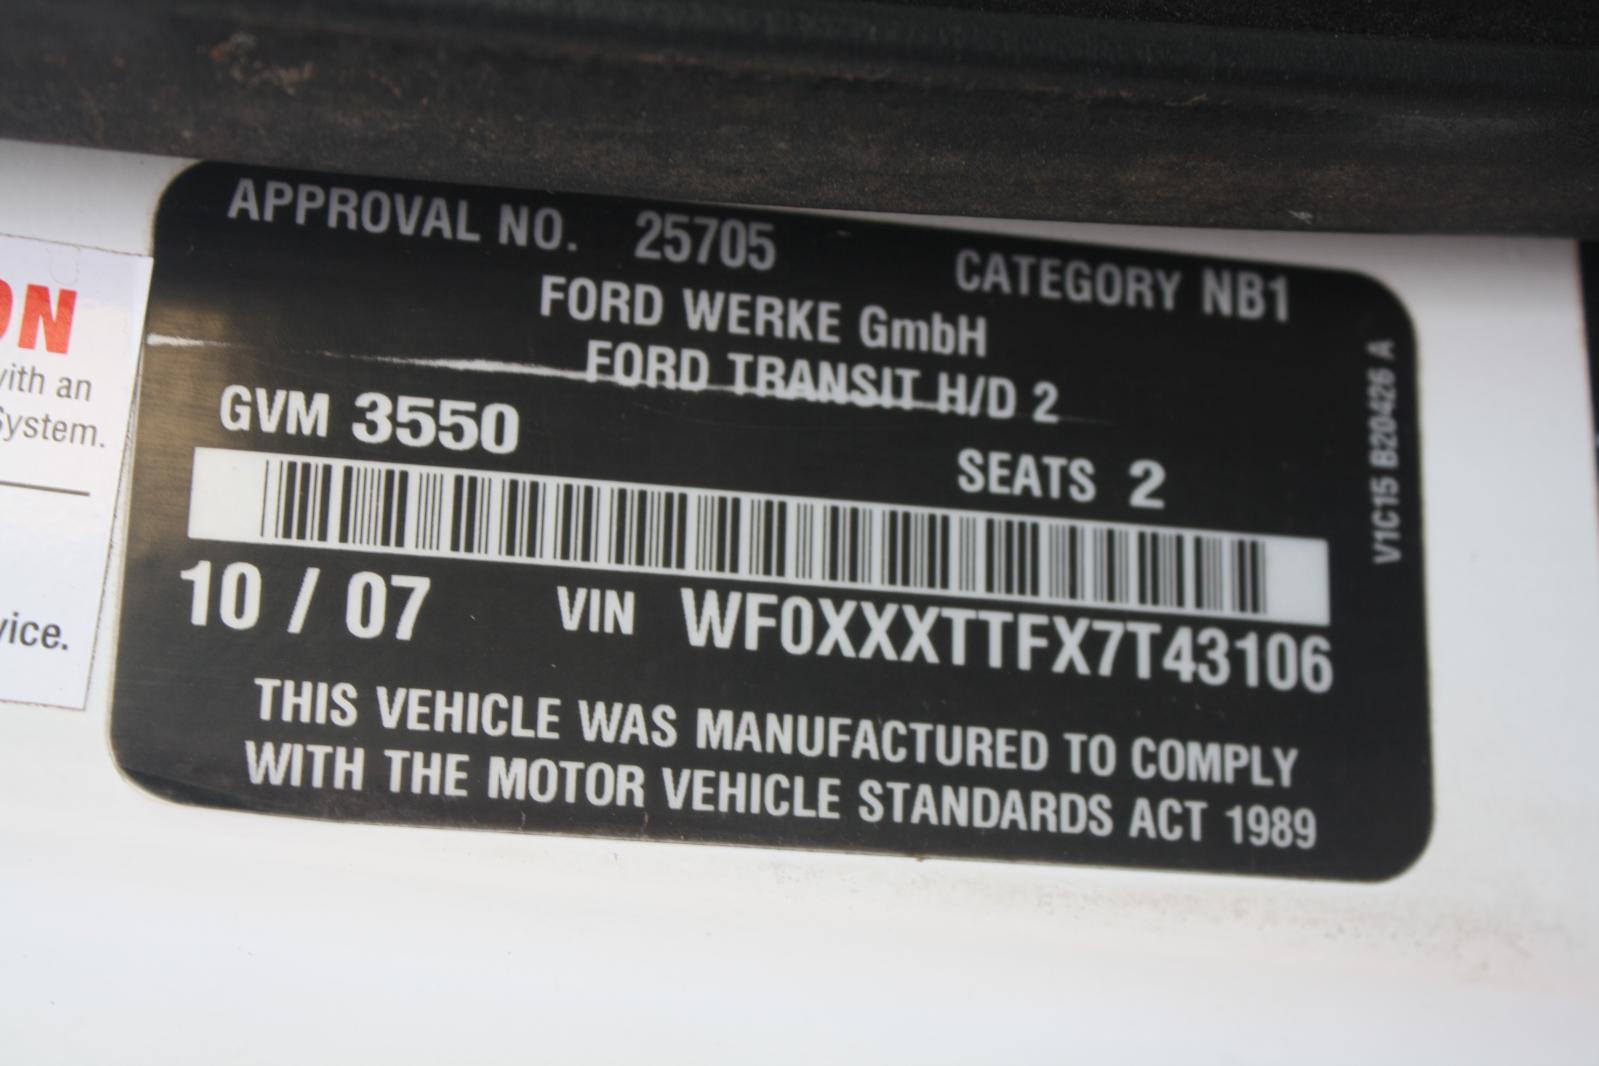 APPROVAL NO. 25705 CATEGORY NB1
FORD WERKE GmbH
FORD TRANSIT H/D 2
GVM 3550 SEATS 2
10 / 07 VIN WF0XXXTTFX7T43106
THIS VEHICLE WAS MANUFACTURED TO COMPLY
WITH THE MOTOR VEHICLE STANDARDS ACT 1989
V1C15 B20426 A
ON
with an
System.
vice.